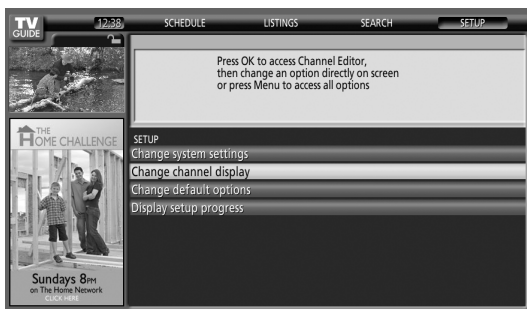 TV
GUIDE
12:38
SCHEDULE
LISTINGS
SEARCH
SETUP
Press OK to access Channel Editor,
then change an option directly on screen
or press Menu to access all options
THE
HOME CHALLENGE
SETUP
Change system settings
Change channel display
Change default options
Display setup progress
Sundays 8PM
on The Home Network
CLICK HERE